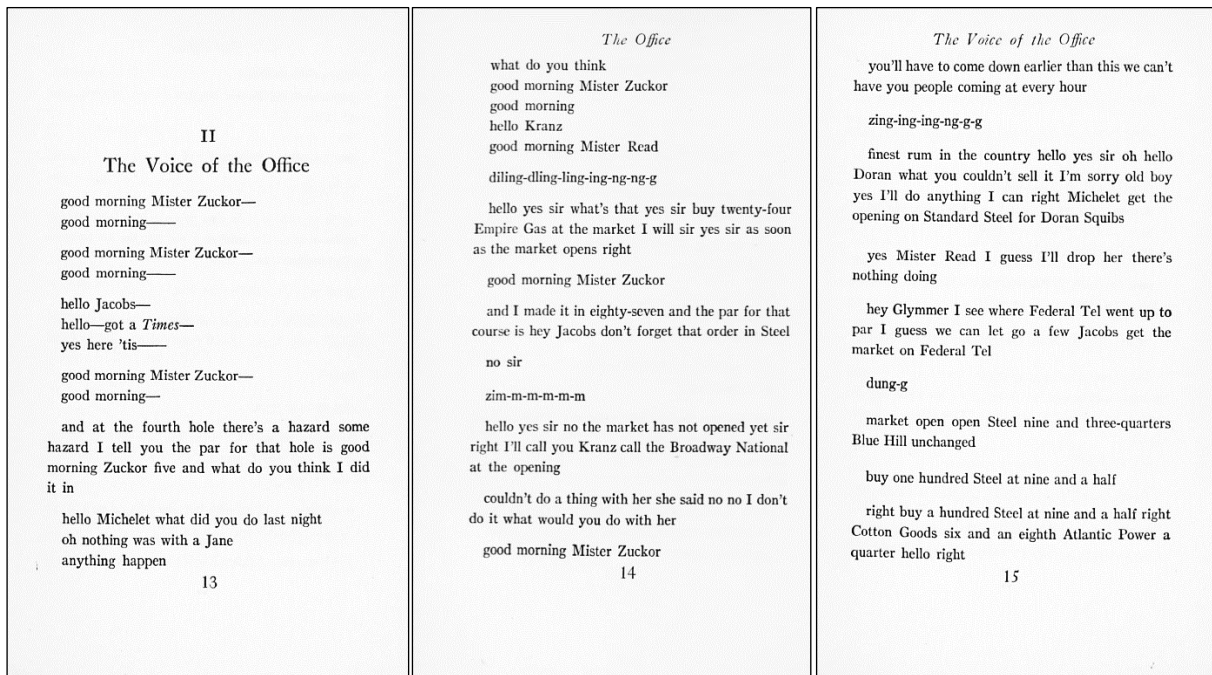 II
The Voice of the Office
good morning Mister Zuckor—
good morning——
good morning Mister Zuckor—
good morning——
hello Jacobs—
hello—got a Times—
yes here 'tis——
good morning Mister Zuckor—
good morning—
and at the fourth hole there's a hazard some
hazard I tell you the par for that hole is good
morning Zuckor five and what do you think I did
it in
hello Michelet what did you do last night
oh nothing was with a Jane
anything happen
13
The Office
what do you think
good morning Mister Zuckor
good morning
hello Kranz
good morning Mister Read
diling-dling-ling-ing-ng-ng-g
hello yes sir what's that yes sir buy twenty-four
Empire Gas at the market I will sir yes sir as soon
as the market opens right
good morning Mister Zuckor
and I made it in eighty-seven and the par for that
course is hey Jacobs don't forget that order in Steel
no sir
zim-m-m-m-m-m
hello yes sir no the market has not opened yet sir
right I'll call you Kranz call the Broadway National
at the opening
couldn't do a thing with her she said no no I don't
do it what would you do with her
good morning Mister Zuckor
14
The Voice of the Office
you'll have to come down earlier than this we can't
have you people coming at every hour
zing-ing-ing-ng-g-g
finest rum in the country hello yes sir oh hello
Doran what you couldn't sell it I'm sorry old boy
yes I'll do anything I can right Michelet get the
opening on Standard Steel for Doran Squibs
yes Mister Read I guess I'll drop her there's
nothing doing
hey Glymmer I see where Federal Tel went up to
par I guess we can let go a few Jacobs get the
market on Federal Tel
dung-g
market open open Steel nine and three-quarters
Blue Hill unchanged
buy one hundred Steel at nine and a half
right buy a hundred Steel at nine and a half right
Cotton Goods six and an eighth Atlantic Power a
quarter hello right
15